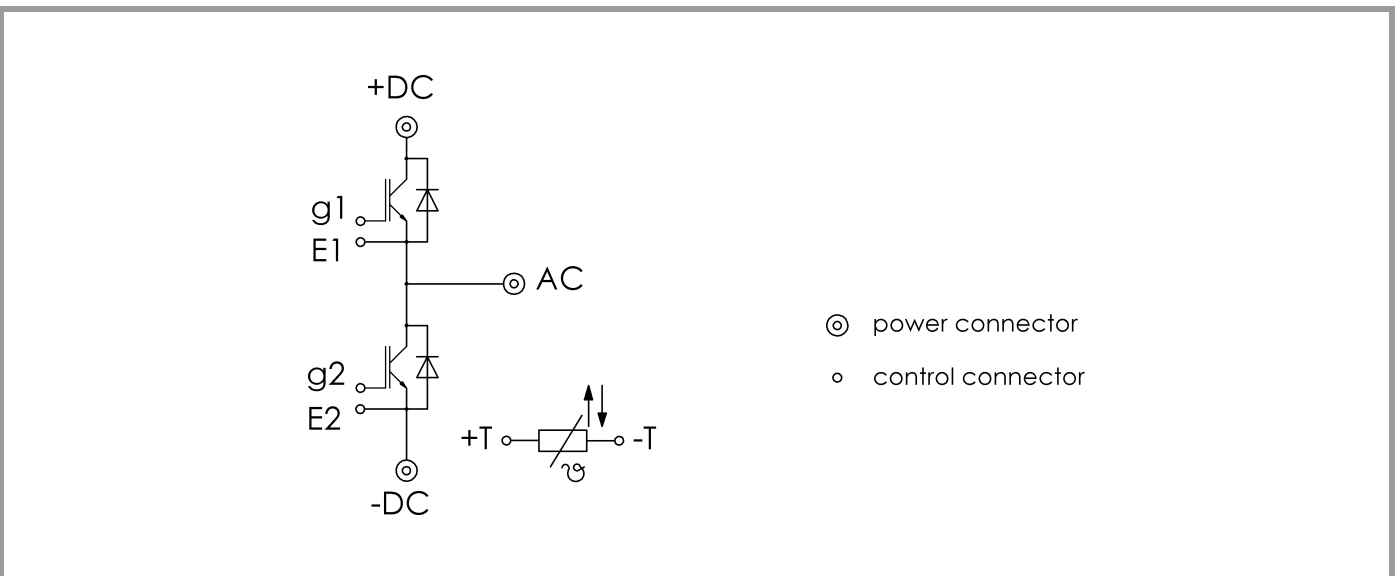 +DC
g1
E1
AC
power connector
control connector
g2
E2
+T
-T
ϑ
-DC